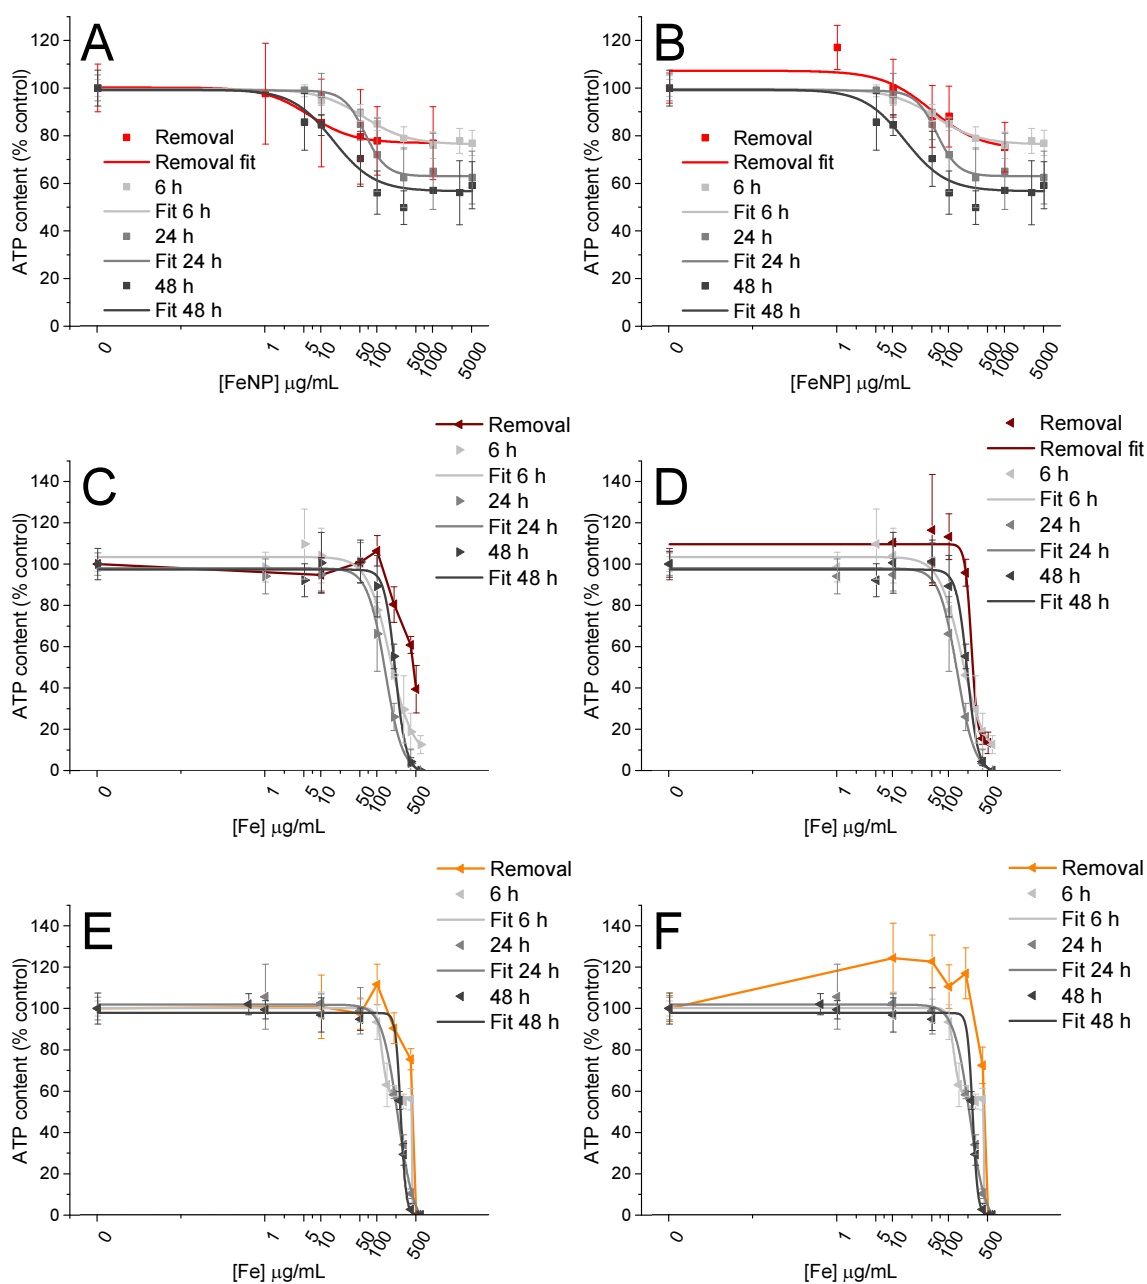 A
ATP content (% control)
120
100
80
60
40
20
0
Removal
Removal fit
6 h
Fit 6 h
24 h
Fit 24 h
48 h
Fit 48 h
0
1
5
10
50
100
500
1000
5000
[FeNP] μg/mL
B
ATP content (% control)
120
100
80
60
40
20
0
Removal
Removal fit
6 h
Fit 6 h
24 h
Fit 24 h
48 h
Fit 48 h
0
1
5
10
50
100
500
1000
5000
[FeNP] μg/mL
C
ATP content (% control)
140
120
100
80
60
40
20
0
Removal
6 h
Fit 6 h
24 h
Fit 24 h
48 h
Fit 48 h
0
1
5
10
50
100
500
[Fe] μg/mL
D
ATP content (% control)
140
120
100
80
60
40
20
0
Removal
Removal fit
6 h
Fit 6 h
24 h
Fit 24 h
48 h
Fit 48 h
0
1
5
10
50
100
500
[Fe] μg/mL
E
ATP content (% control)
140
120
100
80
60
40
20
0
Removal
6 h
Fit 6 h
24 h
Fit 24 h
48 h
Fit 48 h
0
1
5
10
50
100
500
[Fe] μg/mL
F
ATP content (% control)
140
120
100
80
60
40
20
0
Removal
6 h
Fit 6 h
24 h
Fit 24 h
48 h
Fit 48 h
0
1
5
10
50
100
500
[Fe] μg/mL